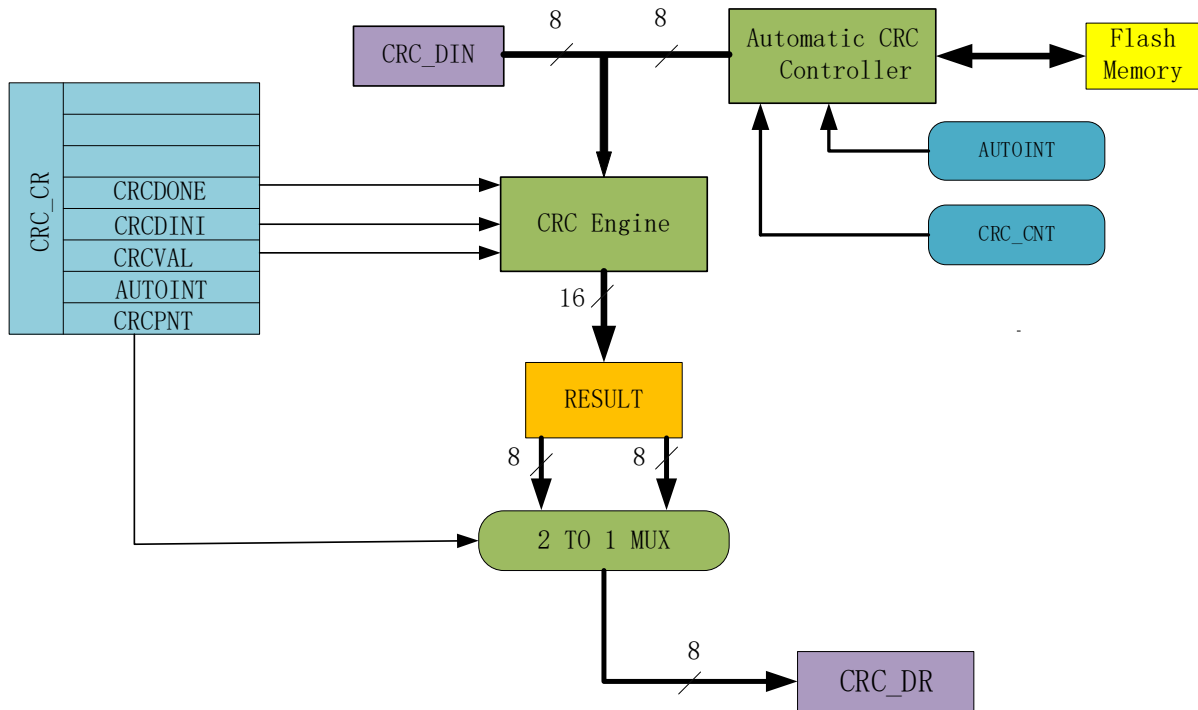 8
8
CRC_DIN
Automatic CRC
Controller
Flash
Memory
AUTOINT
CRC_CNT
CRC_CR
CRCDONE
CRCDINI
CRCVAL
AUTOINT
CRCPNT
CRC Engine
16
RESULT
8
8
2 TO 1 MUX
8
CRC_DR
-